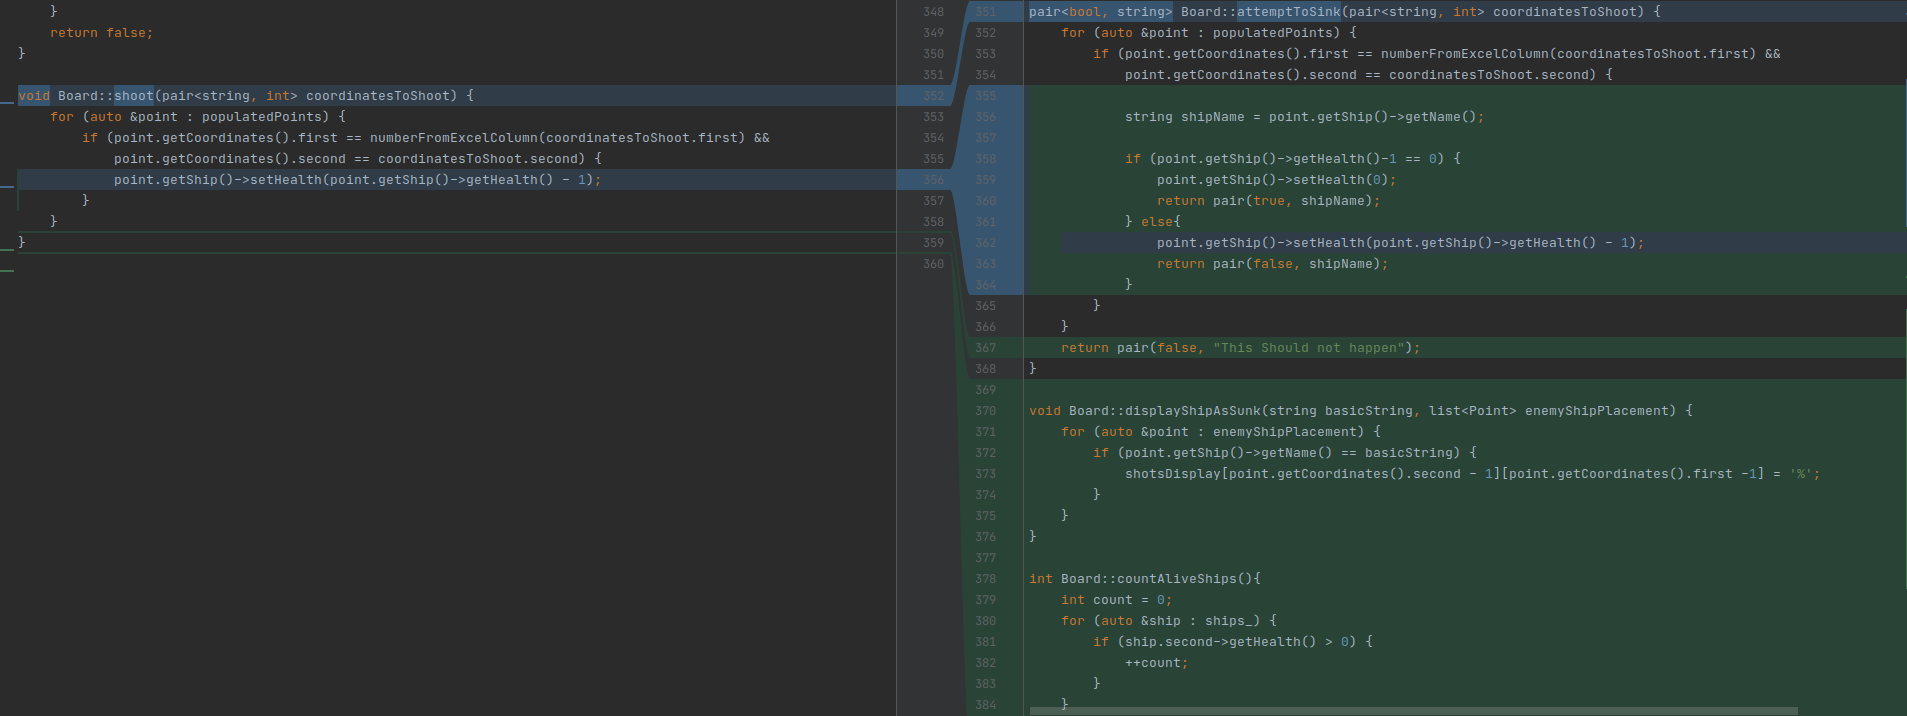 }
return false;
}
void Board::shoot(pair<string, int> coordinatesToShoot) {
for (auto &point : populatedPoints) {
if (point.getCoordinates().first == numberFromExcelColumn(coordinatesToShoot.first) &&
point.getCoordinates().second == coordinatesToShoot.second) {
point.getShip()->setHealth(point.getShip()->getHealth() - 1);
}
}
}
348
349
350
351
352
353
354
355
356
357
358
359
360
351 pair<bool, string> Board::attemptToSink(pair<string, int> coordinatesToShoot) {
352 for (auto &point : populatedPoints) {
353 if (point.getCoordinates().first == numberFromExcelColumn(coordinatesToShoot.first) &&
354 point.getCoordinates().second == coordinatesToShoot.second) {
355
356 string shipName = point.getShip()->getName();
357
358 if (point.getShip()->getHealth()-1 == 0) {
359 point.getShip()->setHealth(0);
360 return pair(true, shipName);
361 } else{
362 point.getShip()->setHealth(point.getShip()->getHealth() - 1);
363 return pair(false, shipName);
364 }
365 }
366 }
367 return pair(false, "This Should not happen");
368 }
369
370 void Board::displayShipAsSunk(string basicString, list<Point> enemyShipPlacement) {
371 for (auto &point : enemyShipPlacement) {
372 if (point.getShip()->getName() == basicString) {
373 shotsDisplay[point.getCoordinates().second - 1][point.getCoordinates().first -1] = '%';
374 }
375 }
376 }
377
378 int Board::countAliveShips(){
379 int count = 0;
380 for (auto &ship : ships_) {
381 if (ship.second->getHealth() > 0) {
382 ++count;
383 }
384 }